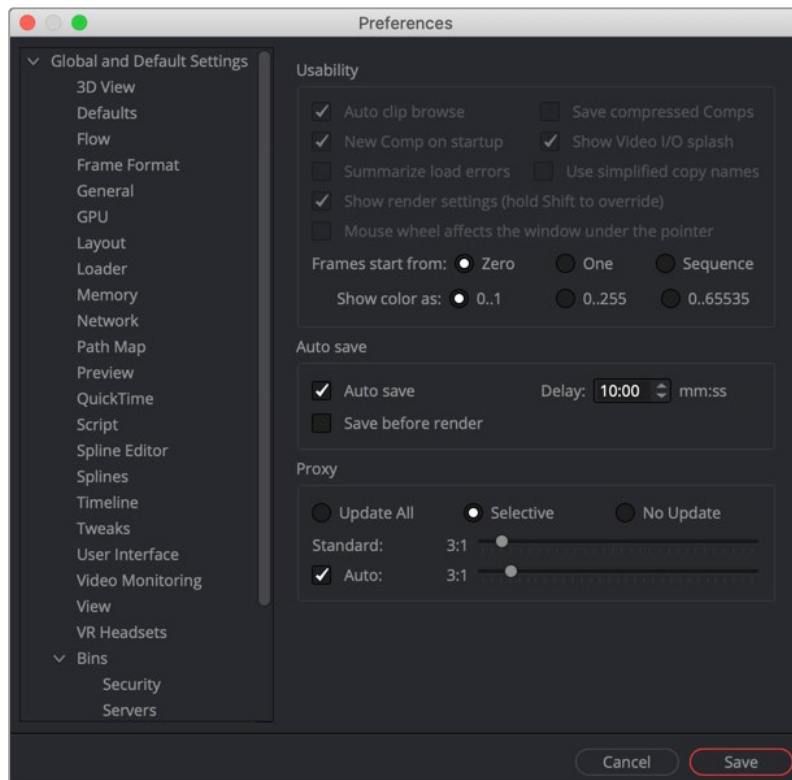 Preferences
Global and Default Settings
3D View
Defaults
Flow
Frame Format
General
GPU
Layout
Loader
Memory
Network
Path Map
Preview
QuickTime
Script
Spline Editor
Splines
Timeline
Tweaks
User Interface
Video Monitoring
View
VR Headsets
Bins
Security
Servers
Usability
Auto clip browse Save compressed Comps
New Comp on startup Show Video I/O splash
Summarize load errors Use simplified copy names
Show render settings (hold Shift to override)
Mouse wheel affects the window under the pointer
Frames start from: Zero One Sequence
Show color as: 0..1 0..255 0..65535
Auto save
Auto save Delay: 10:00 mm:ss
Save before render
Proxy
Update All Selective No Update
Standard: 3:1
Auto: 3:1
Cancel Save